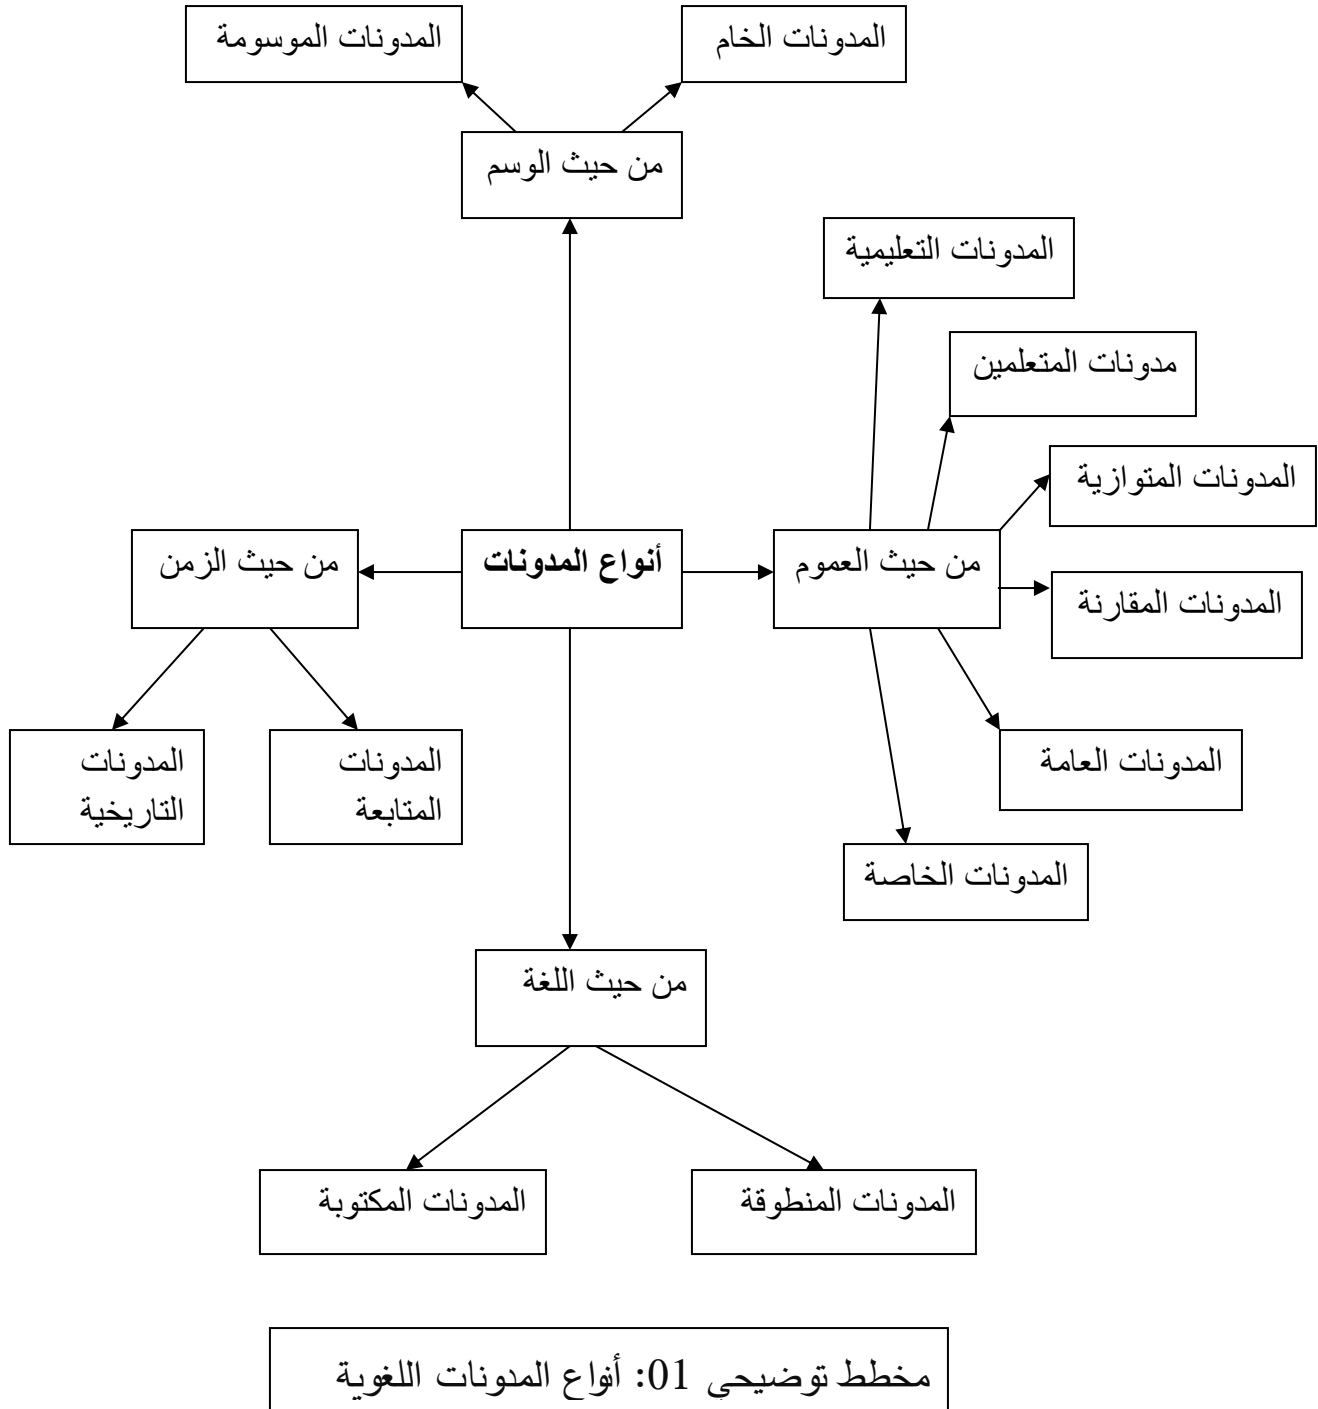 المدونات الخام
المدونات الموسومة
من حيث الوسم
المدونات التعليمية
مدونات المتعلمين
المدونات المتوازية
من حيث العموم
أنواع المدونات
من حيث الزمن
المدونات المقارنة
المدونات العامة
المدونات الخاصة
المدونات
المتابعة
المدونات
التاريخية
من حيث اللغة
المدونات المنطوقة
المدونات المكتوبة
مخطط توضيحي 01: أنواع المدونات اللغوية